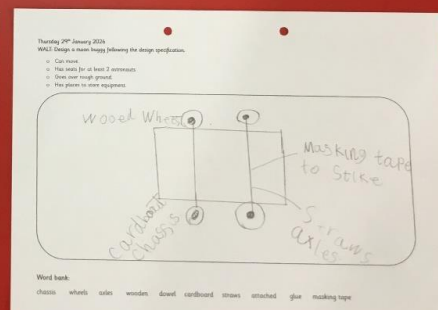 Thursday 29th January 2026
WALT: Design a moon buggy following the design specification.
Can move
Has seats for at least 2 astronauts
Goes over rough ground
Has places to store equipment
wooed Wheel
Masking tape
to Stike
cardboard
chassis
Straws
axles
Word bank:
chassis wheels axles wooden dowel cardboard straws attached glue masking tape